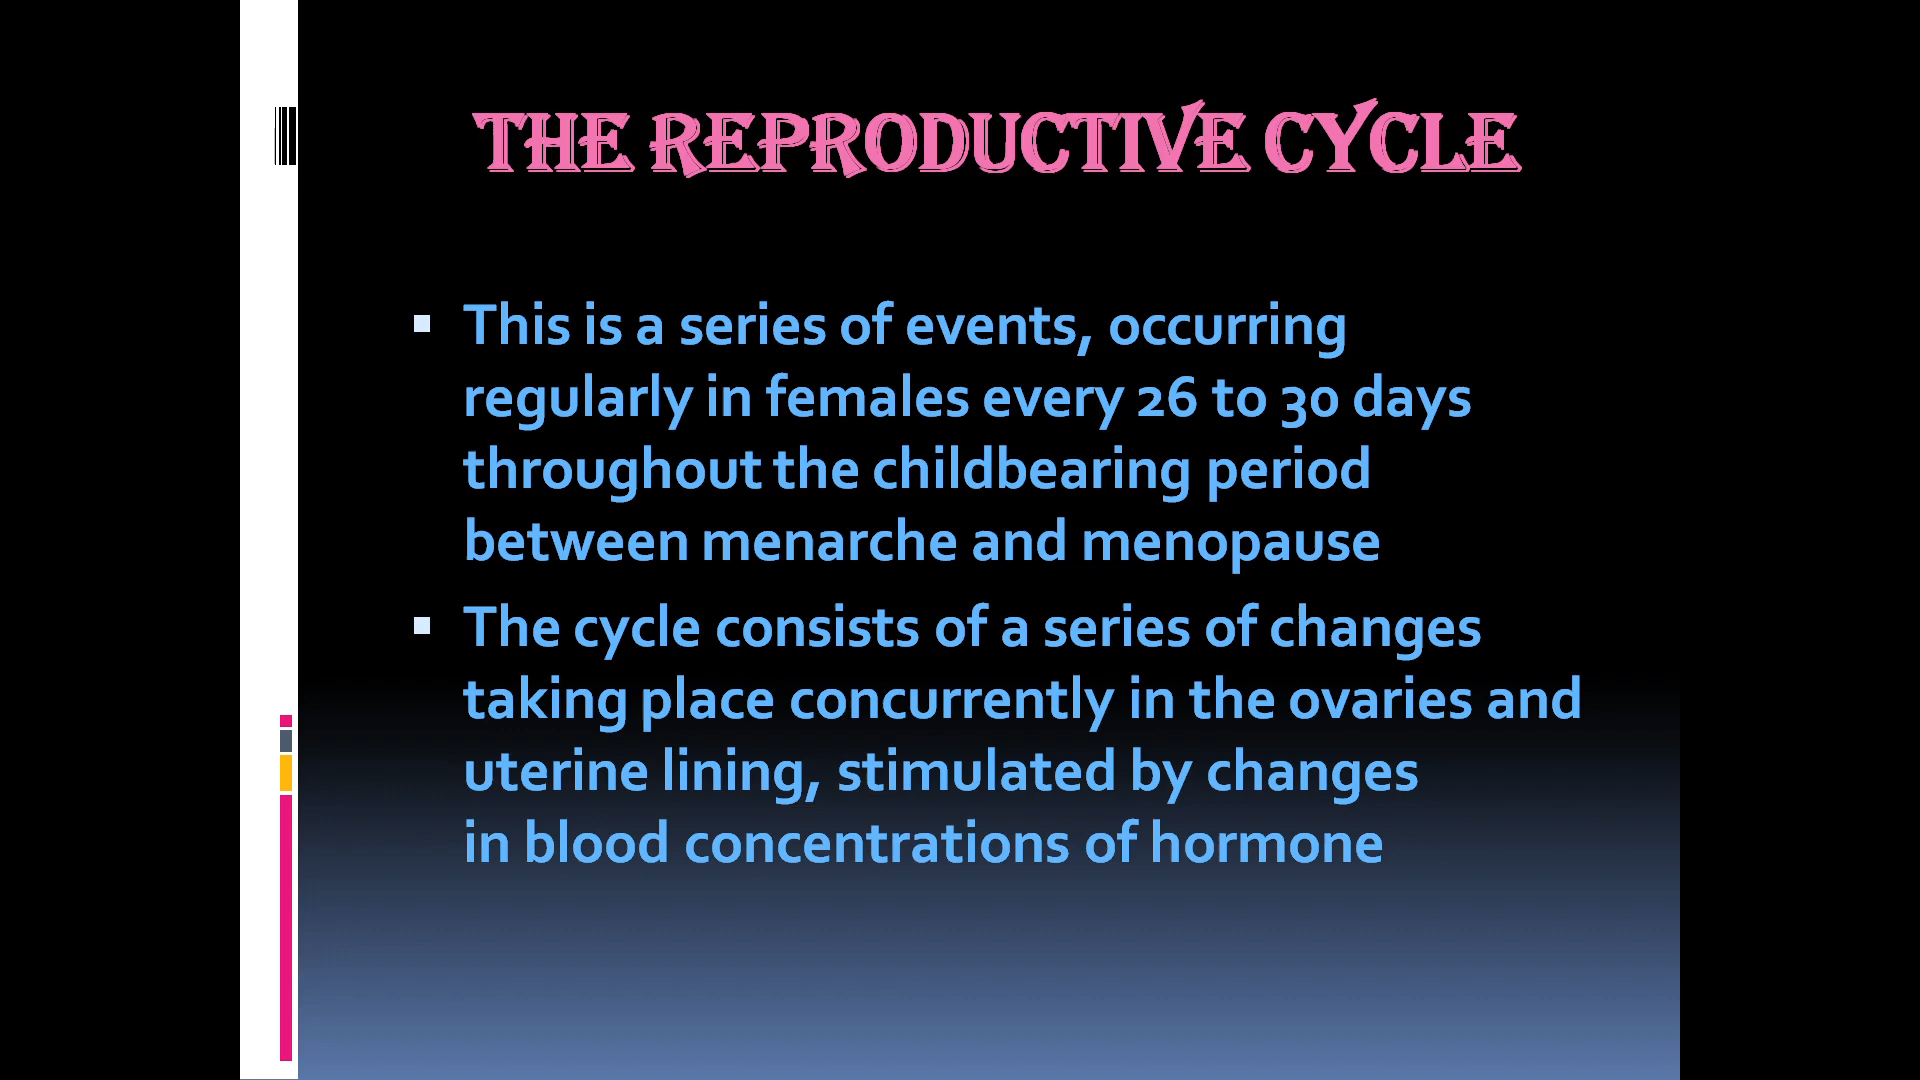 THE REPRODUCTIVE CYCLE
▪ This is a series of events, occurring
regularly in females every 26 to 30 days
throughout the childbearing period
between menarche and menopause
▪ The cycle consists of a series of changes
taking place concurrently in the ovaries and
uterine lining, stimulated by changes
in blood concentrations of hormone